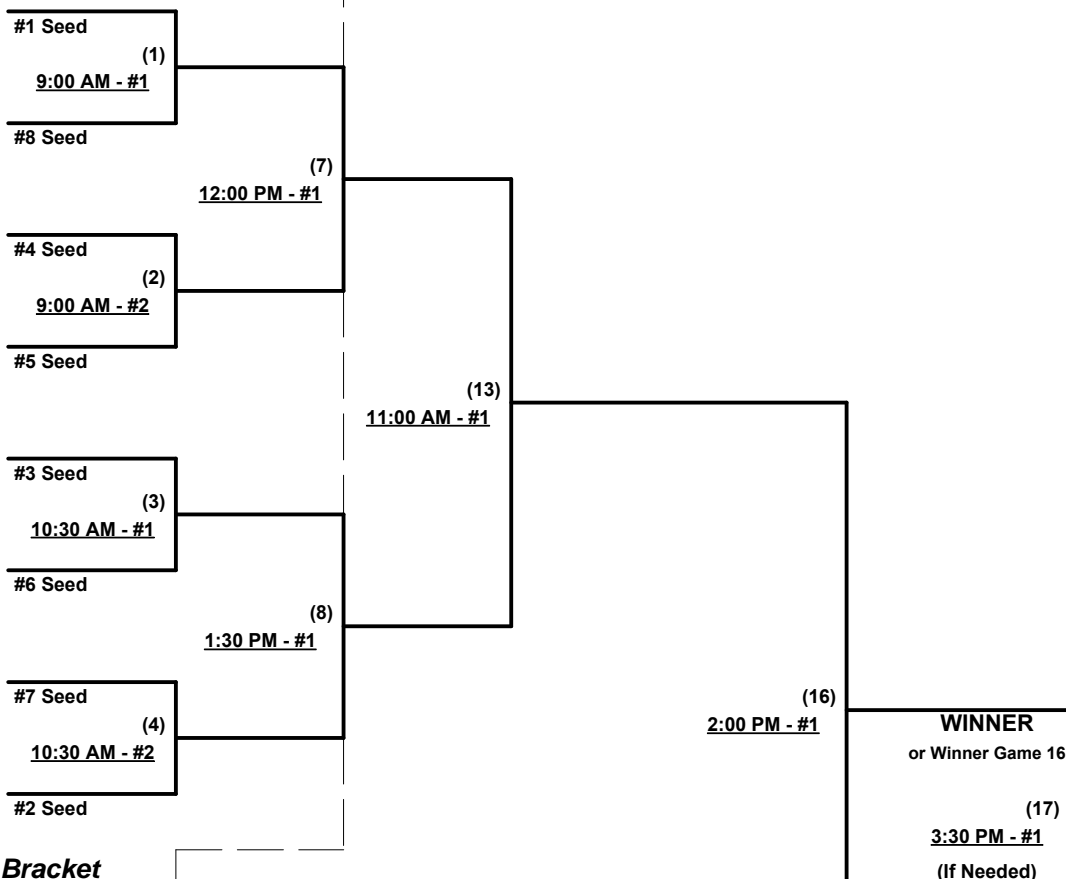 #1 Seed
(1)
9:00 AM - #1
#8 Seed
(7)
12:00 PM - #1
#4 Seed
(2)
9:00 AM - #2
#5 Seed
(13)
11:00 AM - #1
#3 Seed
(3)
10:30 AM - #1
#6 Seed
(8)
1:30 PM - #1
#7 Seed
(4)
10:30 AM - #2
#2 Seed
(16)
2:00 PM - #1
WINNER
or Winner Game 16
(17)
3:30 PM - #1
(If Needed)
Bracket